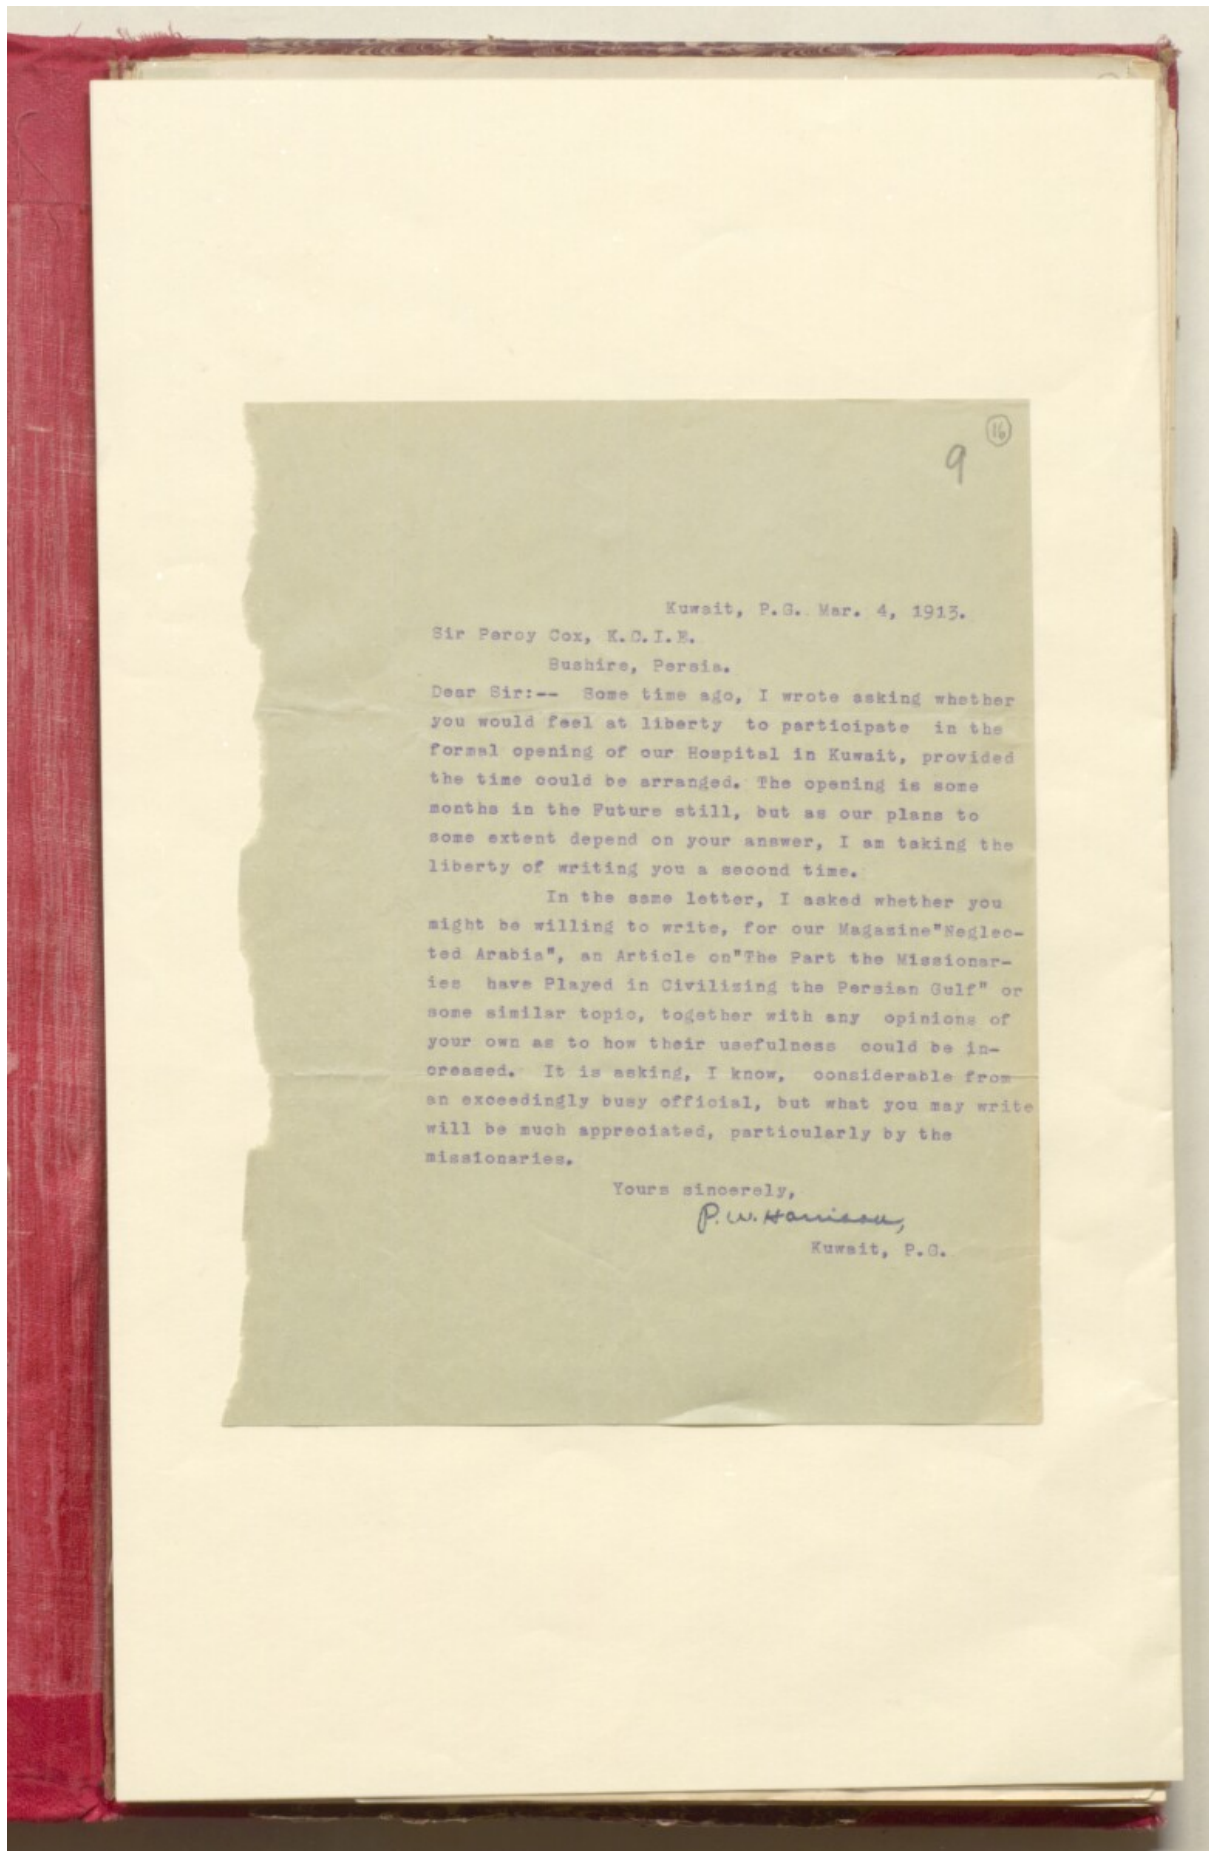 16
9
Kuwait, P.G. Mar. 4, 1913.
Sir Percy Cox, K.C.I.E.
Bushire, Persia.
Dear Sir:-- Some time ago, I wrote asking whether
you would feel at liberty to participate in the
formal opening of our Hospital in Kuwait, provided
the time could be arranged. The opening is some
months in the Future still, but as our plans to
some extent depend on your answer, I am taking the
liberty of writing you a second time.
In the same letter, I asked whether you
might be willing to write, for our Magazine"Neglec-
ted Arabia", an Article on"The Part the Missionar-
ies have Played in Civilizing the Persian Gulf" or
some similar topic, together with any opinions of
your own as to how their usefulness could be in-
creased. It is asking, I know, considerable from
an exceedingly busy official, but what you may write
will be much appreciated, particularly by the
missionaries.
Yours sincerely,
P.W. Harrison,
Kuwait, P.G.